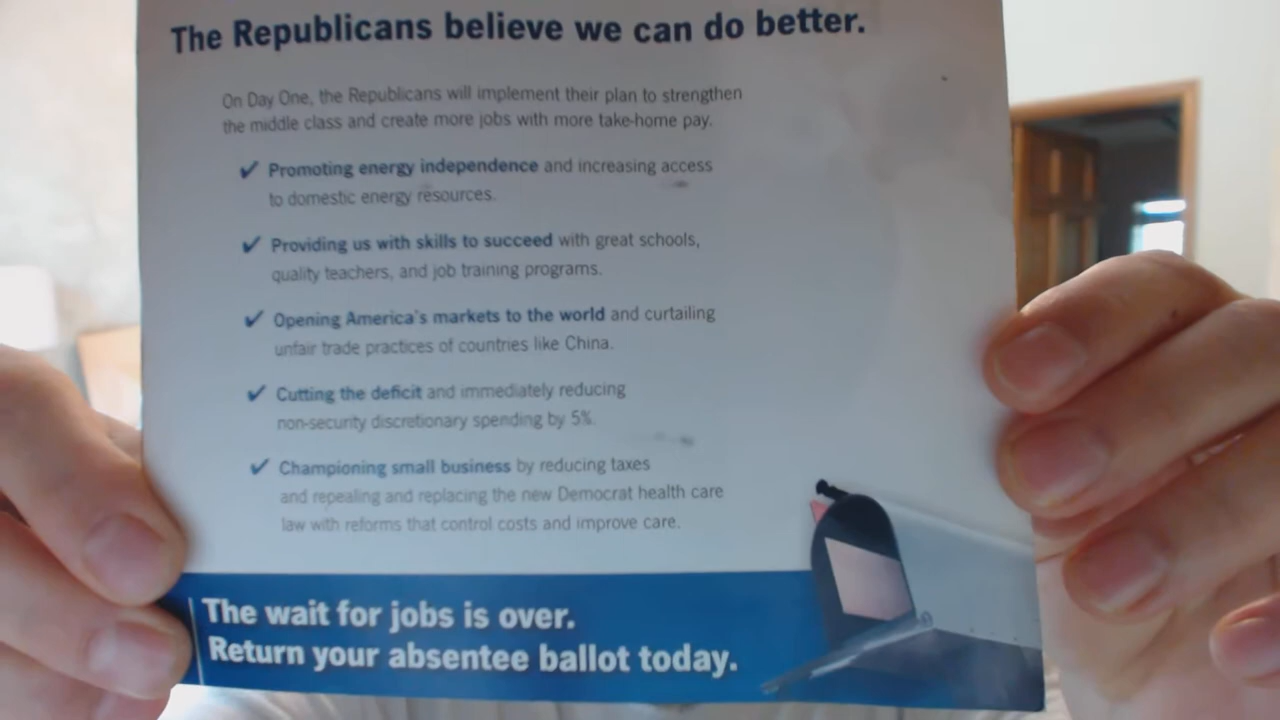 The Republicans believe we can do better.
On Day One, the Republicans will implement their plan to strengthen
the middle class and create more jobs with more take-home pay.
✔ Promoting energy independence and increasing access
to domestic energy resources.
✔ Providing us with skills to succeed with great schools,
quality teachers, and job training programs.
✔ Opening America's markets to the world and curtailing
unfair trade practices of countries like China.
✔ Cutting the deficit and immediately reducing
non-security discretionary spending by 5%.
✔ Championing small business by reducing taxes
and repealing and replacing the new Democrat health care
law with reforms that control costs and improve care.
The wait for jobs is over.
Return your absentee ballot today.